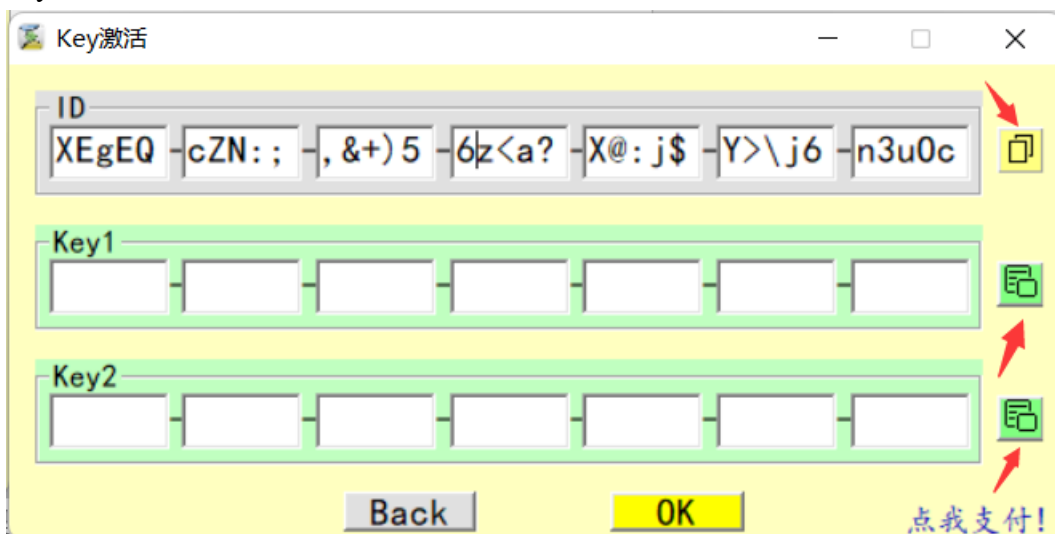 Key激活
ID
XEgEQ-cZN:;-,&+)5-6z<a?-X@:j$-Y>\j6-n3u0c
Key1
- - - - - -
Key2
- - - - - -
Back OK
点我支付!